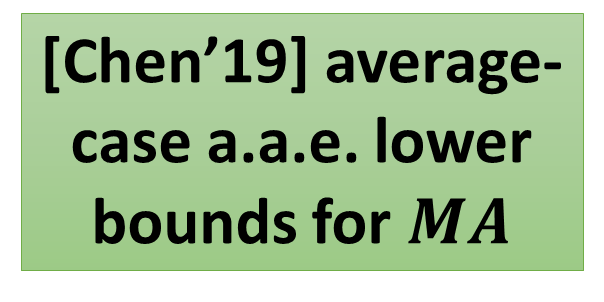 [Chen’19] average-
case a.a.e. lower
bounds for 𝑴𝑨